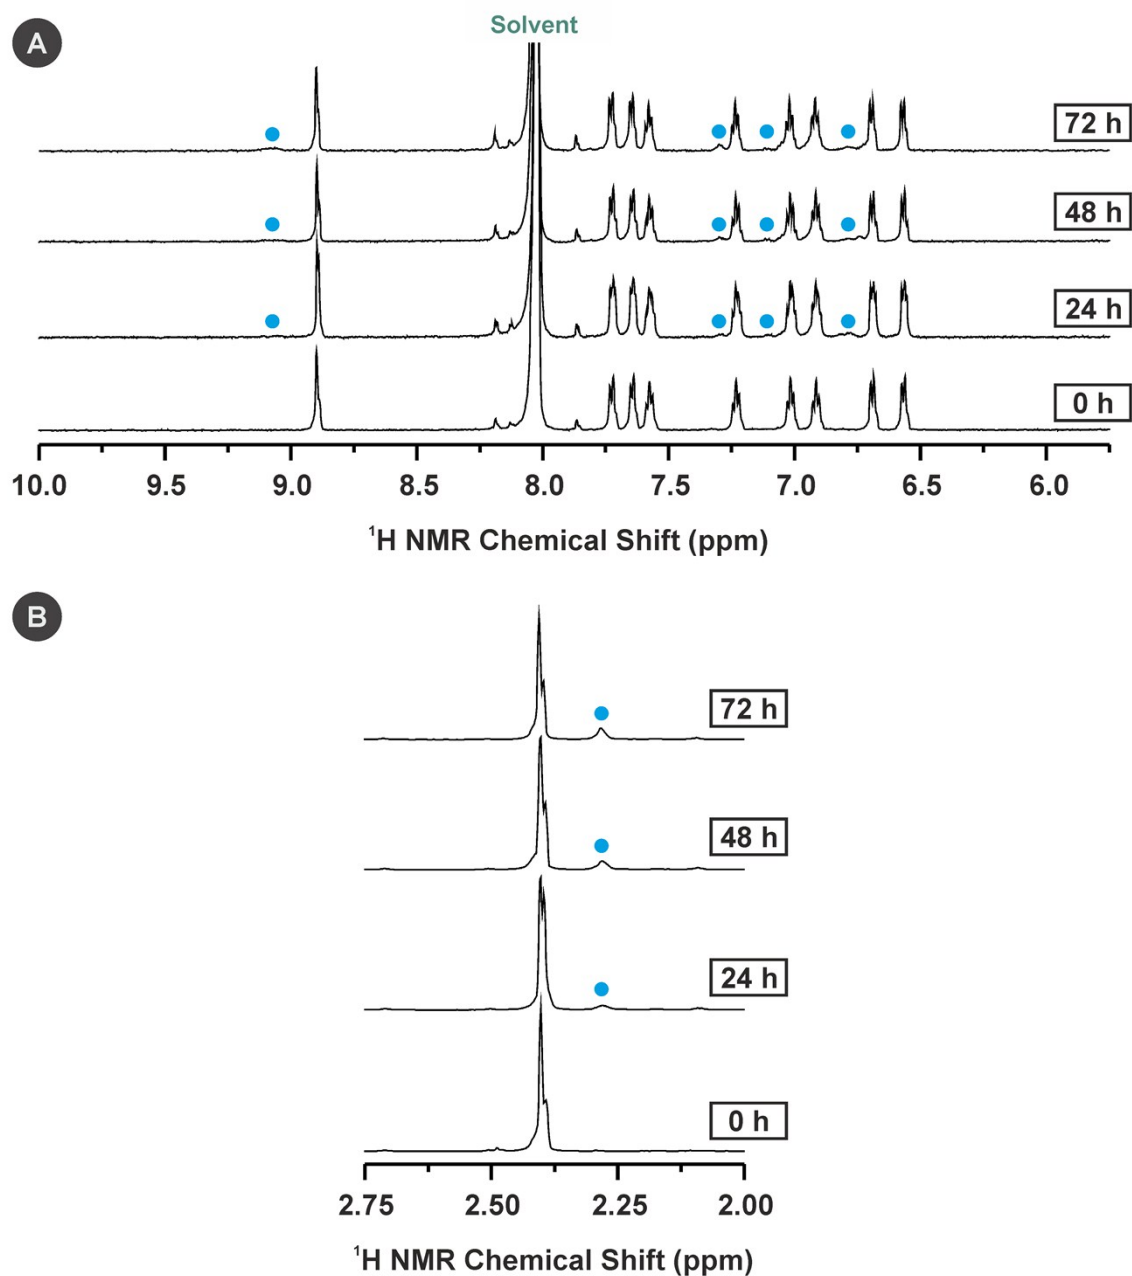 Solvent
A
72 h
48 h
24 h
0 h
10.0 9.5 9.0 8.5 8.0 7.5 7.0 6.5 6.0
¹H NMR Chemical Shift (ppm)
B
72 h
48 h
24 h
0 h
2.75 2.50 2.25 2.00
¹H NMR Chemical Shift (ppm)